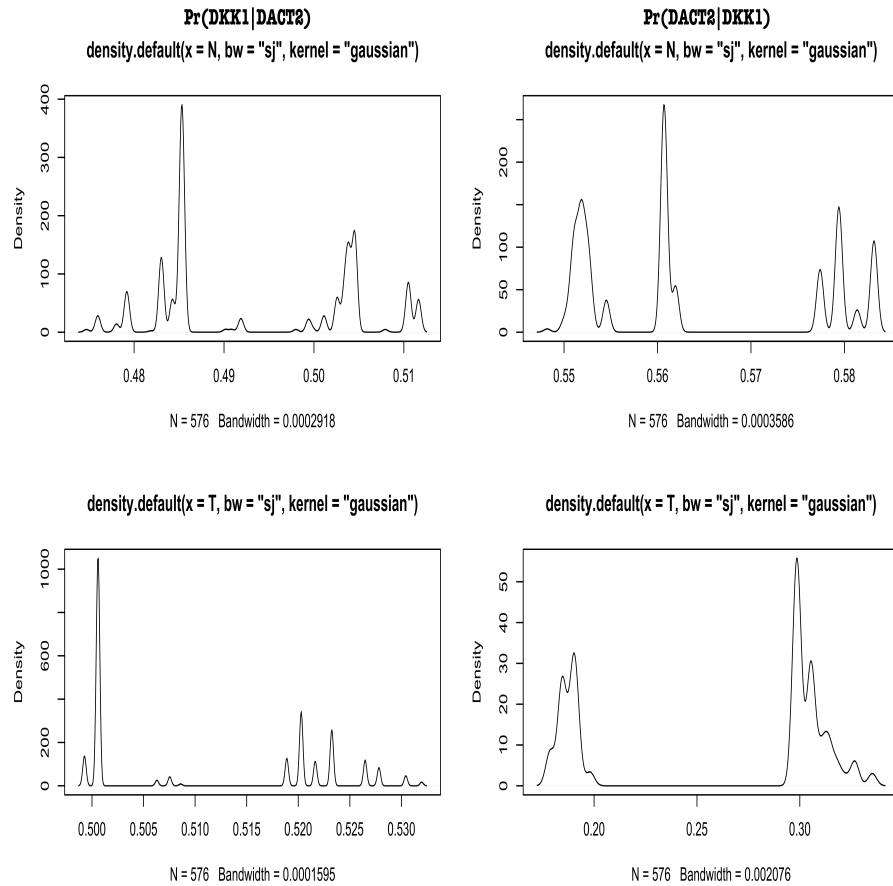 Pr(DKK1|DACT2)
density.default(x = N, bw = "sj", kernel = "gaussian")
Density
0 100 200 300 400
0.48 0.49 0.50 0.51
N = 576 Bandwidth = 0.0002918
Pr(DACT2|DKK1)
density.default(x = N, bw = "sj", kernel = "gaussian")
Density
0 50 100 200
0.55 0.56 0.57 0.58
N = 576 Bandwidth = 0.0003586
density.default(x = T, bw = "sj", kernel = "gaussian")
Density
0 200 600 1000
0.500 0.505 0.510 0.515 0.520 0.525 0.530
N = 576 Bandwidth = 0.0001595
density.default(x = T, bw = "sj", kernel = "gaussian")
Density
0 10 20 30 40 50
0.20 0.25 0.30
N = 576 Bandwidth = 0.002076